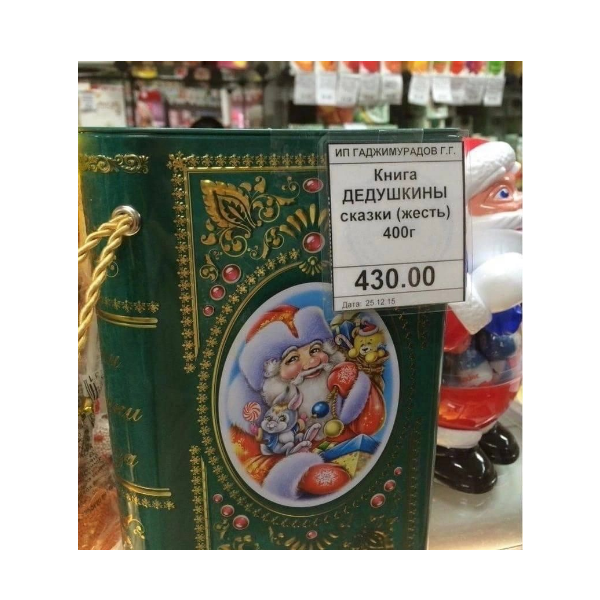 ИП ГАДЖИМУРАДОВ Г.Г.
Книга
ДЕДУШКИНЫ
сказки (жесть)
400г
430.00
Дата: 25.12.15